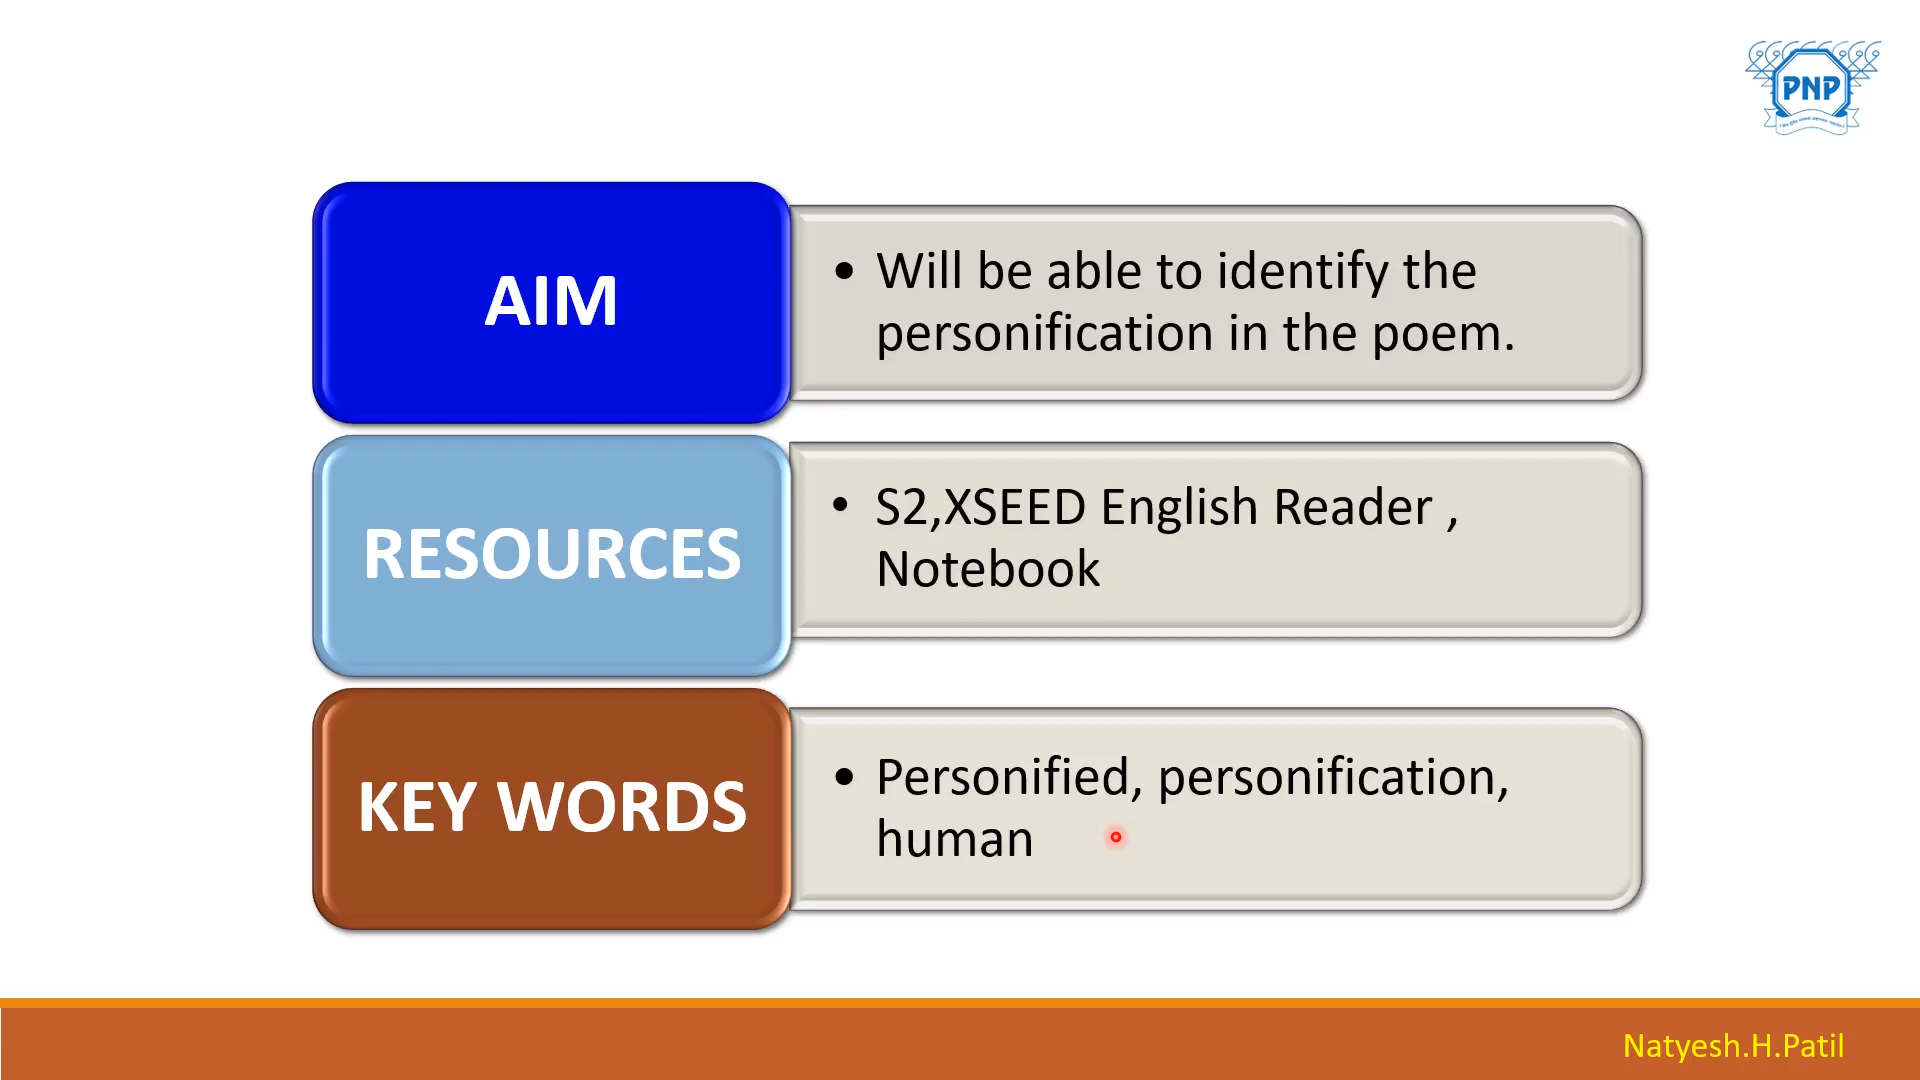 PNP
AIM
• Will be able to identify the
personification in the poem.
RESOURCES
• S2,XSEED English Reader ,
Notebook
KEY WORDS
• Personified, personification,
human
Natyesh.H.Patil